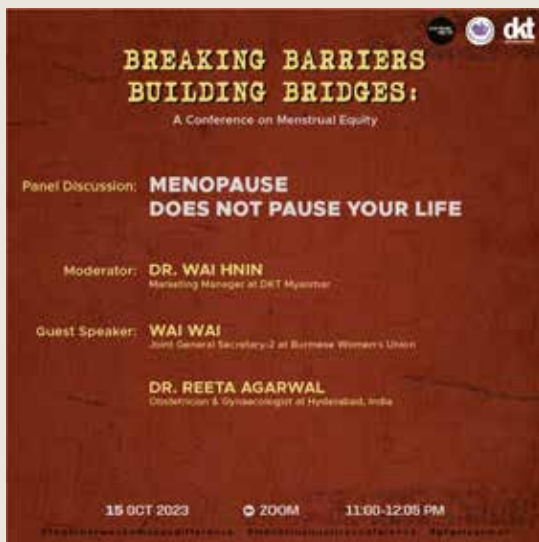 dkt
BREAKING BARRIERS
BUILDING BRIDGES:
A Conference on Menstrual Equity
Panel Discussion: MENOPAUSE
DOES NOT PAUSE YOUR LIFE
Moderator: DR. WAI HNIN
Marketing Manager at DKT Myanmar
Guest Speaker: WAI WAI
Joint General Secretary-2 at Burmese Women's Union
DR. REETA AGARWAL
Obstetrician & Gynaecologist at Hyderabad, India
15 OCT 2023 ZOOM 11:00-12:05 PM